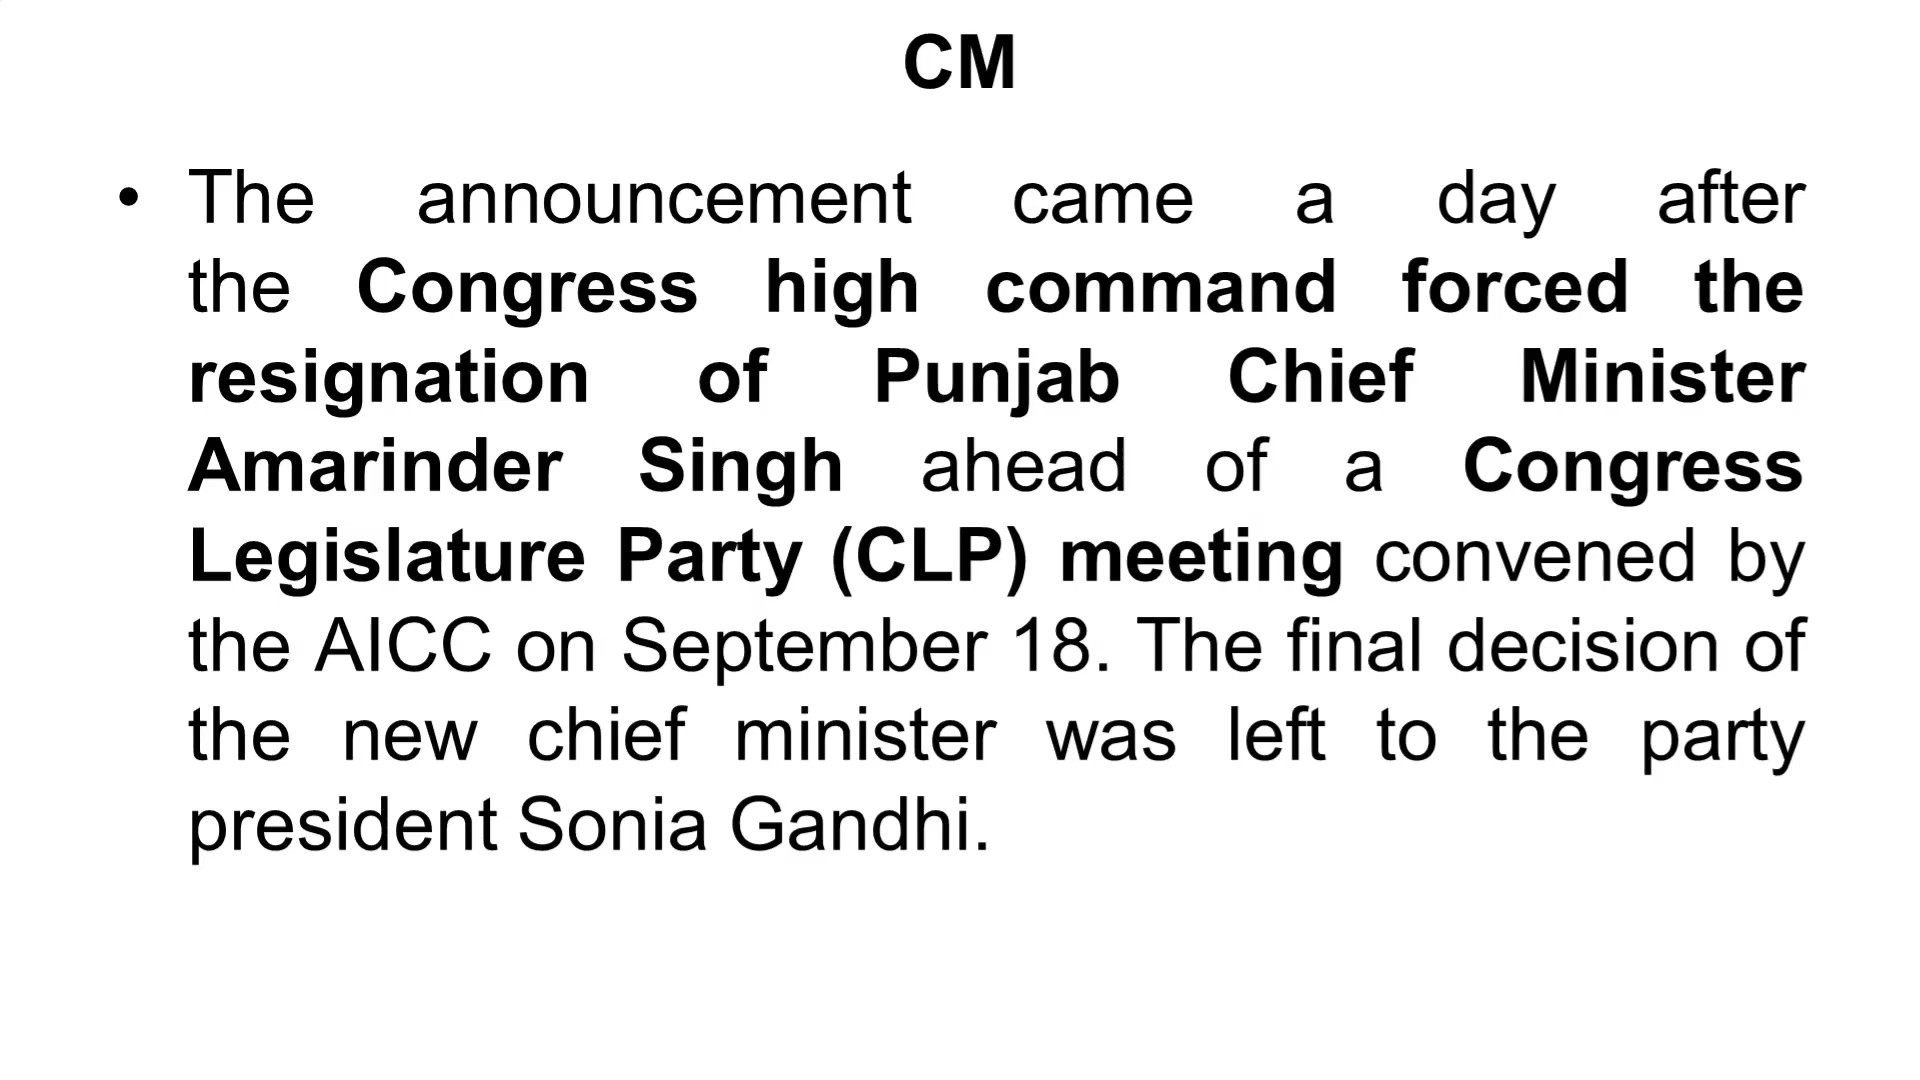 CM
• The announcement came a day after
the Congress high command forced the
resignation of Punjab Chief Minister
Amarinder Singh ahead of a Congress
Legislature Party (CLP) meeting convened by
the AICC on September 18. The final decision of
the new chief minister was left to the party
president Sonia Gandhi.